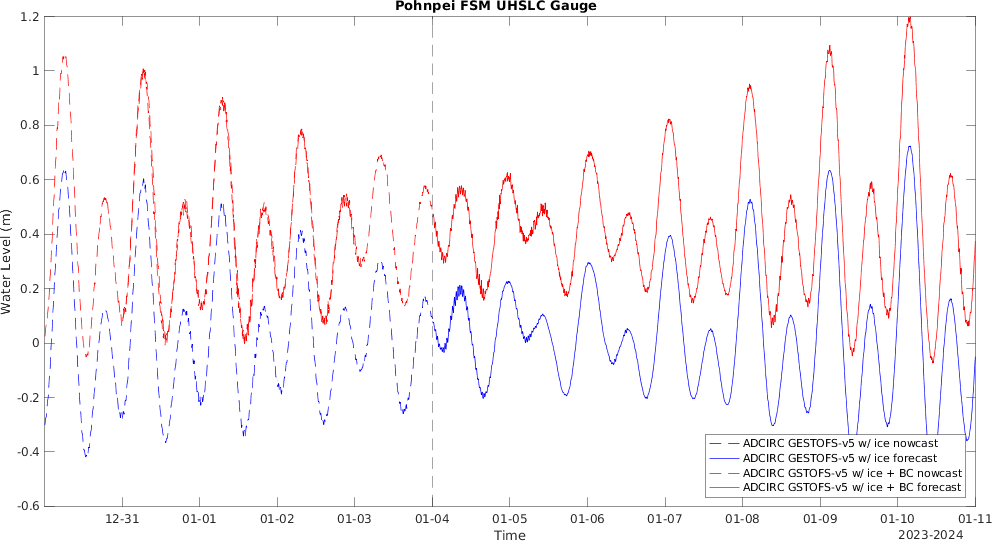 Pohnpei FSM UHSLC Gauge
1.2
1
0.8
0.6
0.4
0.2
0
-0.2
-0.4
-0.6
Water Level (m)
12-31 01-01 01-02 01-03 01-04 01-05 01-06 01-07 01-08 01-09 01-10 01-11
Time
2023-2024
ADCIRC GESTOFS-v5 w/ ice nowcast
ADCIRC GESTOFS-v5 w/ ice forecast
ADCIRC GSTOFS-v5 w/ ice + BC nowcast
ADCIRC GSTOFS-v5 w/ ice + BC forecast